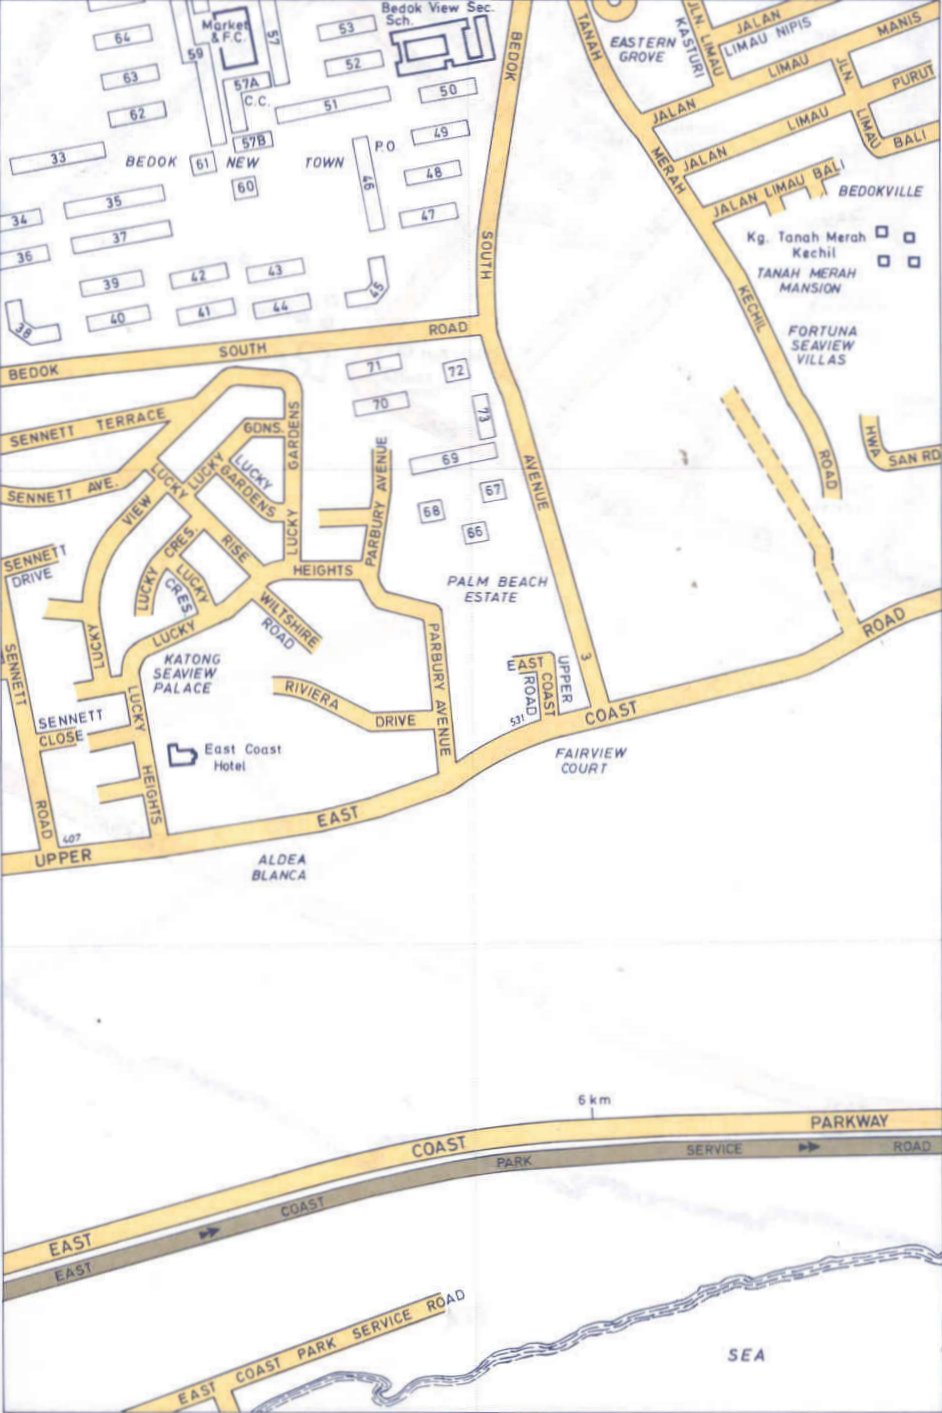 Bedok View Sec.
Sch.
64
59
Market
& F.C.
57
53
52
63
57A
C.C.
51
50
62
57B
P.O
49
33
BEDOK
61
NEW
TOWN
60
46
48
34
35
47
36
37
39
42
43
45
38
40
41
44
BEDOK
SOUTH
ROAD
BEDOK
SOUTH
AVENUE
3
TANAH
MERAH
KECHIL
ROAD
EASTERN
GROVE
JLN. LIMAU
KASTURI
JALAN
LIMAU NIPIS
JALAN
LIMAU
MANIS
JALAN
LIMAU
PURUT
JLN.
LIMAU
BALI
JALAN LIMAU BALI
BEDOKVILLE
Kg. Tanah Merah
Kechil
TANAH MERAH
MANSION
FORTUNA
SEAVIEW
VILLAS
HWA
SAN RD
71
72
70
73
69
67
68
66
SENNETT TERRACE
SENNETT AVE.
LUCKY
VIEW
LUCKY
GDNS.
LUCKY
GARDENS
LUCKY
GARDENS
LUCKY
RISE
LUCKY CRES.
LUCKY
CRES
SENNETT
DRIVE
SENNETT
ROAD
LUCKY
HEIGHTS
PARBURY AVENUE
WILTSHIRE
ROAD
PALM BEACH
ESTATE
LUCKY
KATONG
SEAVIEW
PALACE
PARBURY AVENUE
EAST
UPPER
COAST
ROAD
531
RIVIERA
DRIVE
SENNETT
CLOSE
LUCKY
HEIGHTS
East Coast
Hotel
FAIRVIEW
COURT
407
UPPER
EAST
COAST
ROAD
ALDEA
BLANCA
6 km
EAST
COAST
PARKWAY
EAST
COAST
PARK
SERVICE
ROAD
EAST COAST PARK SERVICE ROAD
SEA